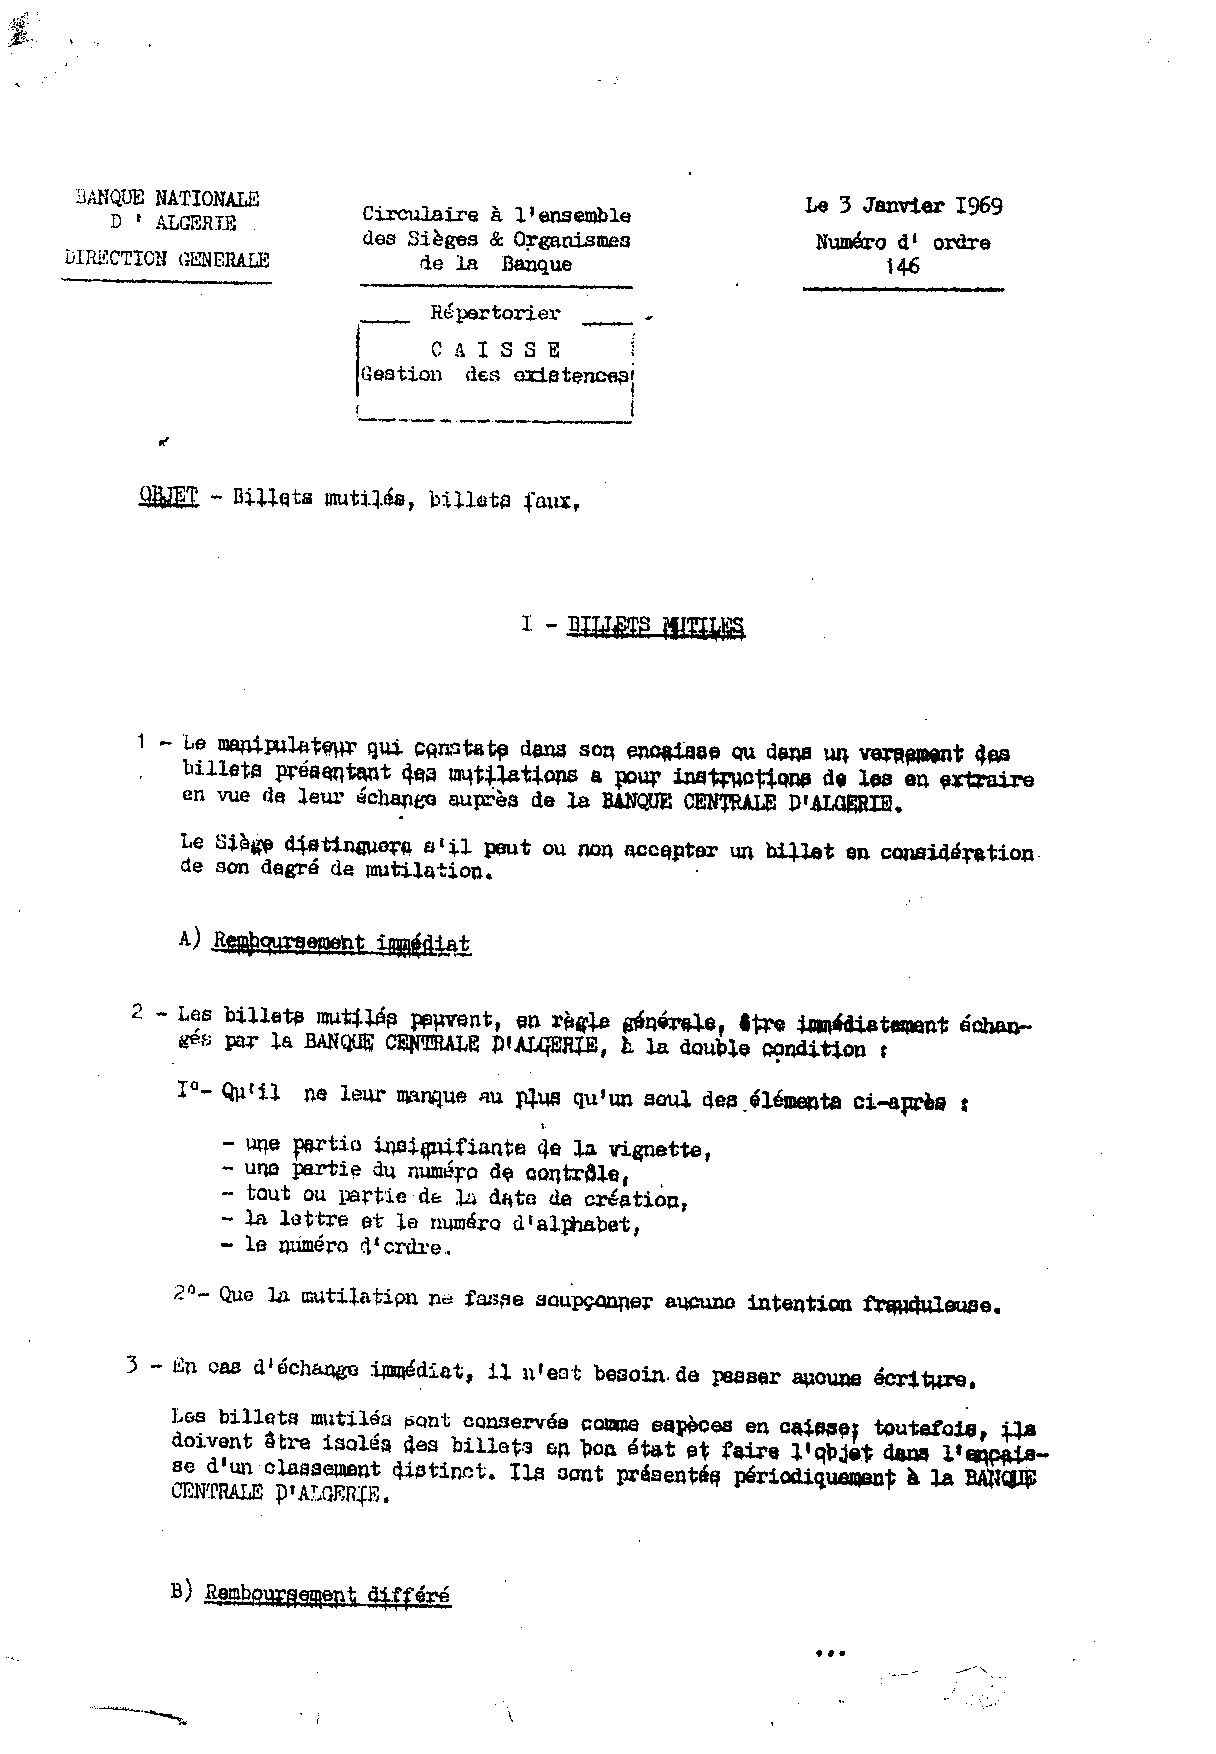 BANQUE NATIONALE
D ' ALGERIE
DIRECTION GENERALE
Circulaire à l'ensemble
des Sièges & Organismes
de la Banque
Le 3 Janvier I969
Numéro d' ordre
146
Répertorier
C A I S S E
Gestion des existences
OBJET - Billets mutilés, billets faux,
I - BILLETS MUTILES
1 - Le manipulateur qui constate dans son encaisse ou dans un versement des
billets présentant des mutilations a pour instructions de les en extraire
en vue de leur échange auprès de la BANQUE CENTRALE D'ALGERIE.
Le Siège distinguera s'il peut ou non accepter un billet en considération
de son degré de mutilation.
A) Remboursement immédiat
2 - Les billets mutilés peuvent, en règle générale, être immédiatement échan-
gés par la BANQUE CENTRALE D'ALGERIE, à la double condition :
I°- Qu'il ne leur manque au plus qu'un seul des éléments ci-après :
- une partie insignifiante de la vignette,
- une partie du numéro de contrôle,
- tout ou partie de la date de création,
- la lettre et le numéro d'alphabet,
- le numéro d'ordre.
2°- Que la mutilation ne fasse soupçonner aucune intention frauduleuse.
3 - En cas d'échange immédiat, il n'est besoin de passer aucune écriture.
Les billets mutilés sont conservés comme espèces en caisse; toutefois, ils
doivent être isolés des billets en bon état et faire l'objet dans l'encais-
se d'un classement distinct. Ils sont présentés périodiquement à la BANQUE
CENTRALE D'ALGERIE.
B) Remboursement différé
...